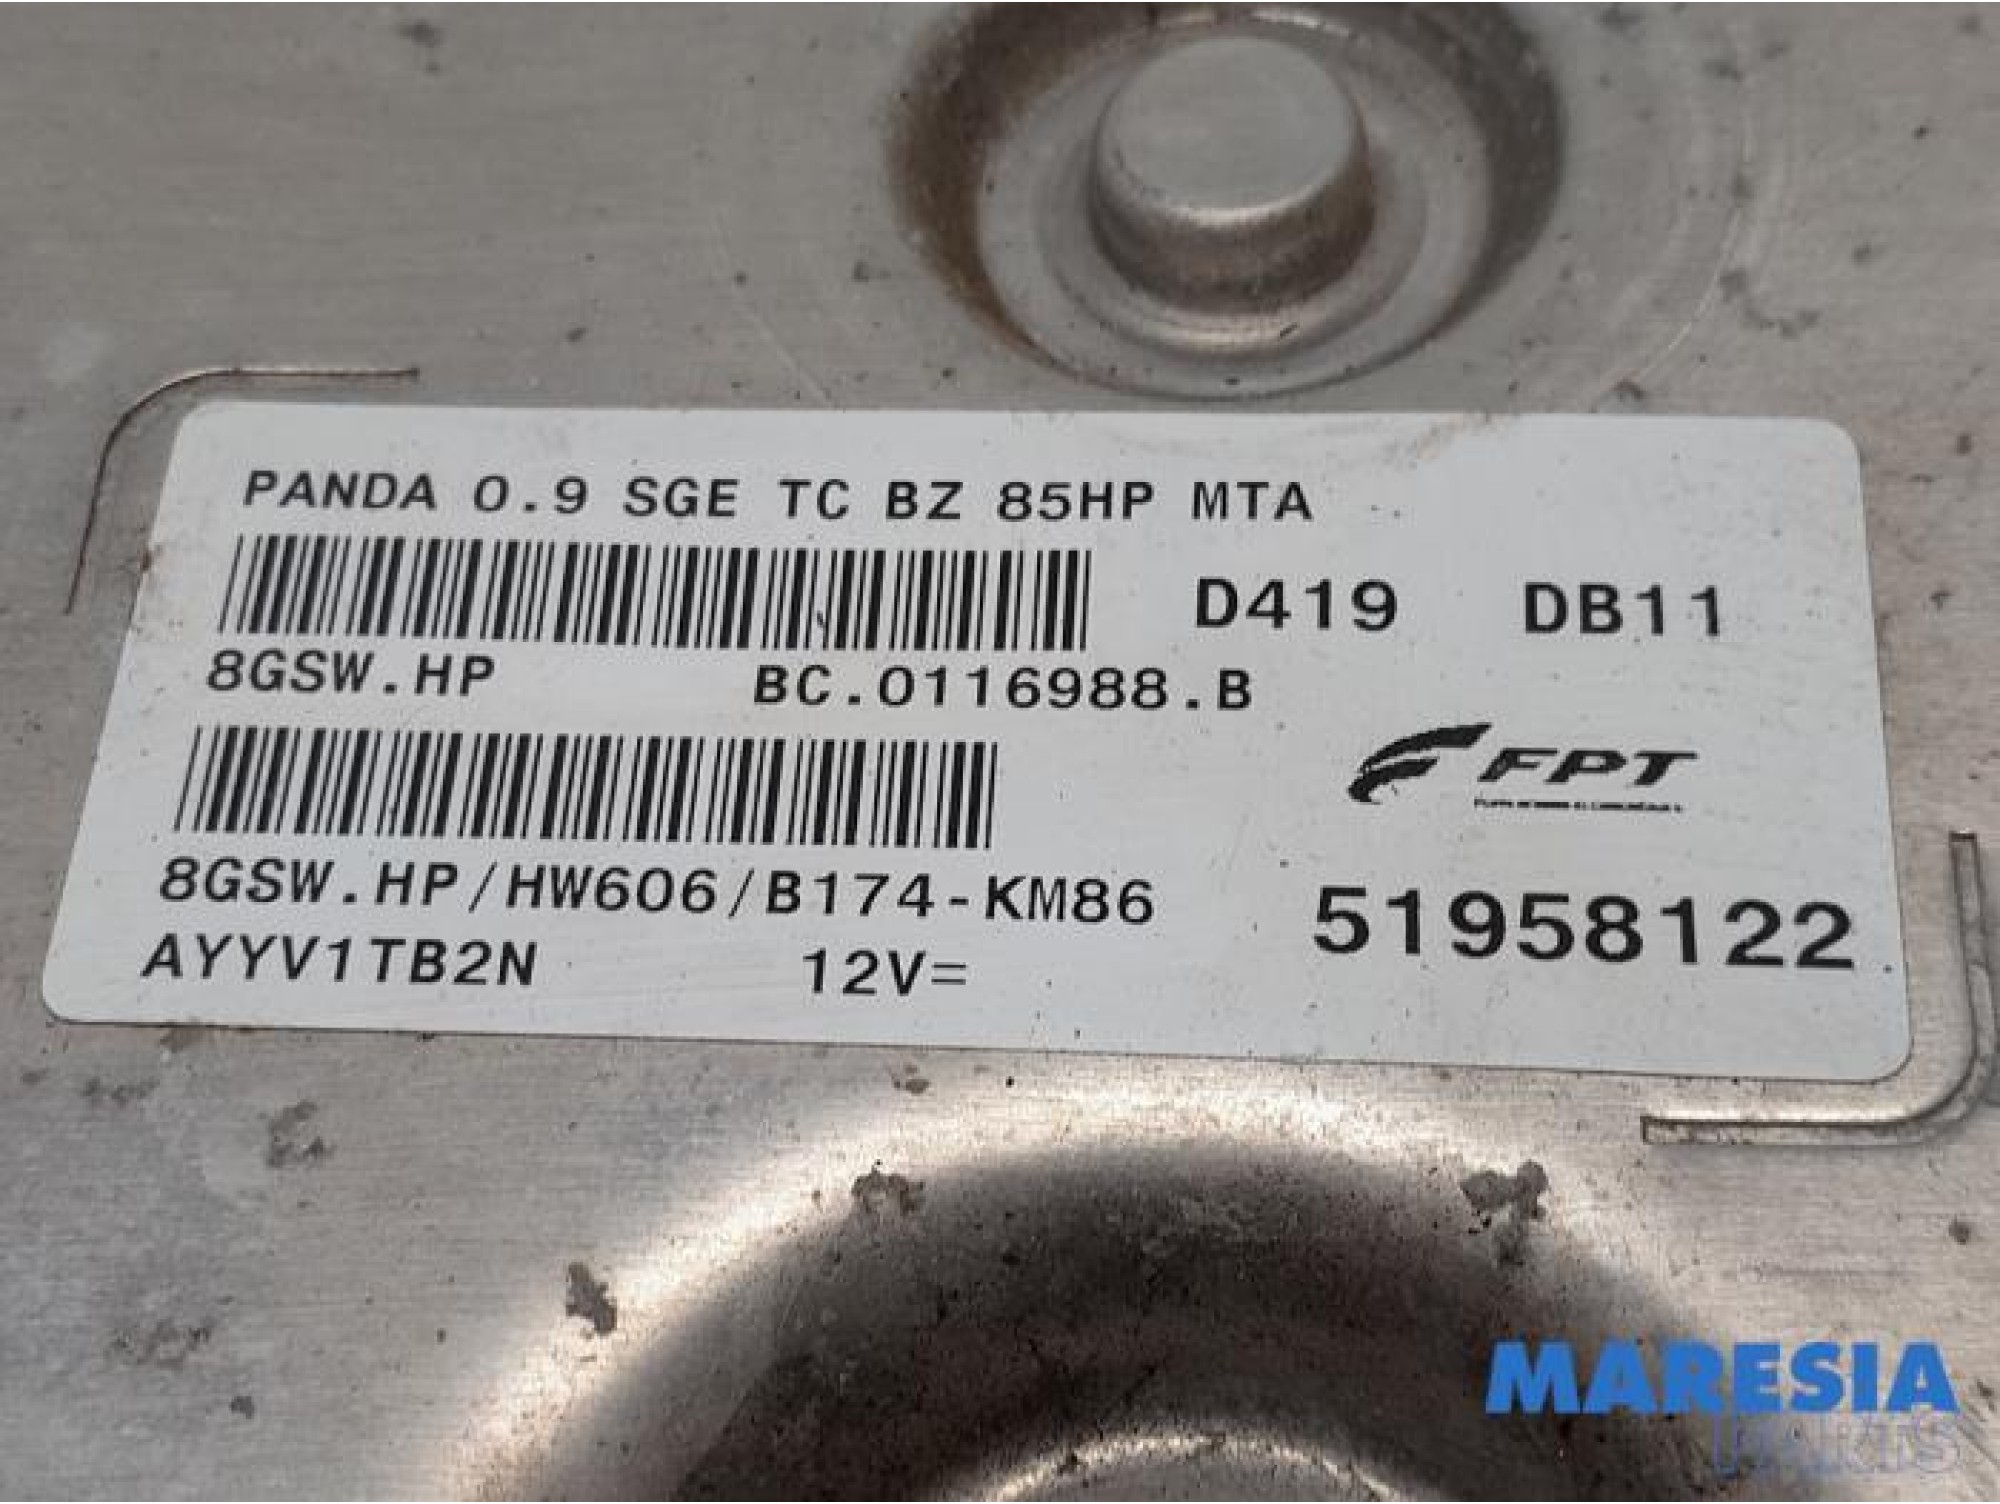 PANDA 0.9 SGE TC BZ 85HP MTA
D419 DB11
8GSW.HP BC.0116988.B
FPT
8GSW.HP/HW606/B174-KM86
51958122
AYYV1TB2N 12V=
MARESIA
PARTS